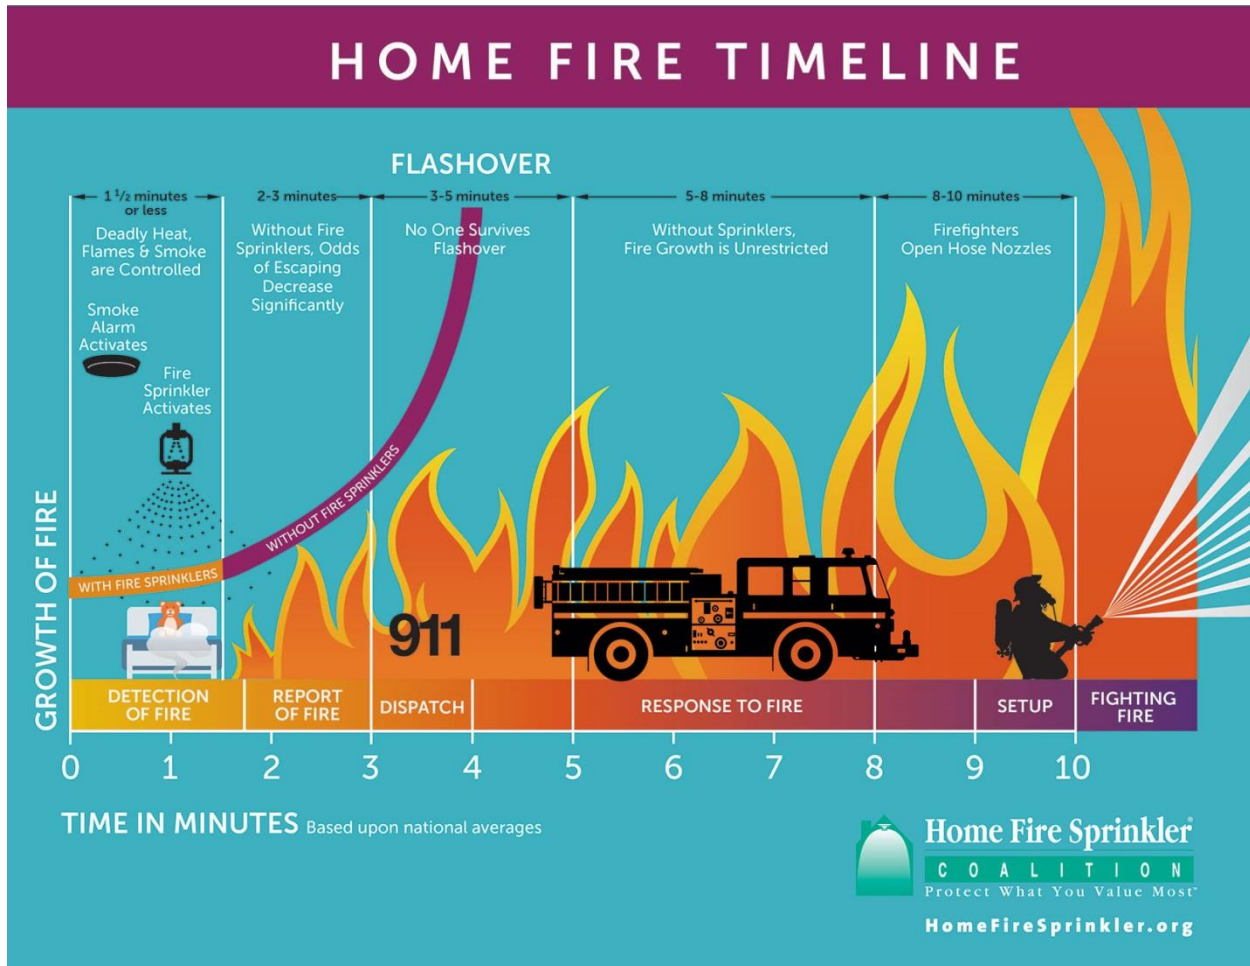 HOME FIRE TIMELINE
FLASHOVER
1 1/2 minutes
or less
Deadly Heat,
Flames & Smoke
are Controlled
2-3 minutes
Without Fire
Sprinklers, Odds
of Escaping
Decrease
Significantly
3-5 minutes
No One Survives
Flashover
5-8 minutes
Without Sprinklers,
Fire Growth is Unrestricted
8-10 minutes
Firefighters
Open Hose Nozzles
Smoke
Alarm
Activates
Fire
Sprinkler
Activates
WITH FIRE SPRINKLERS
WITHOUT FIRE SPRINKLERS
911
GROWTH OF FIRE
DETECTION
OF FIRE
REPORT
OF FIRE
DISPATCH
RESPONSE TO FIRE
SETUP
FIGHTING
FIRE
0 1 2 3 4 5 6 7 8 9 10
TIME IN MINUTES Based upon national averages
Home Fire Sprinkler®
COALITION
Protect What You Value Most™
HomeFireSprinkler.org